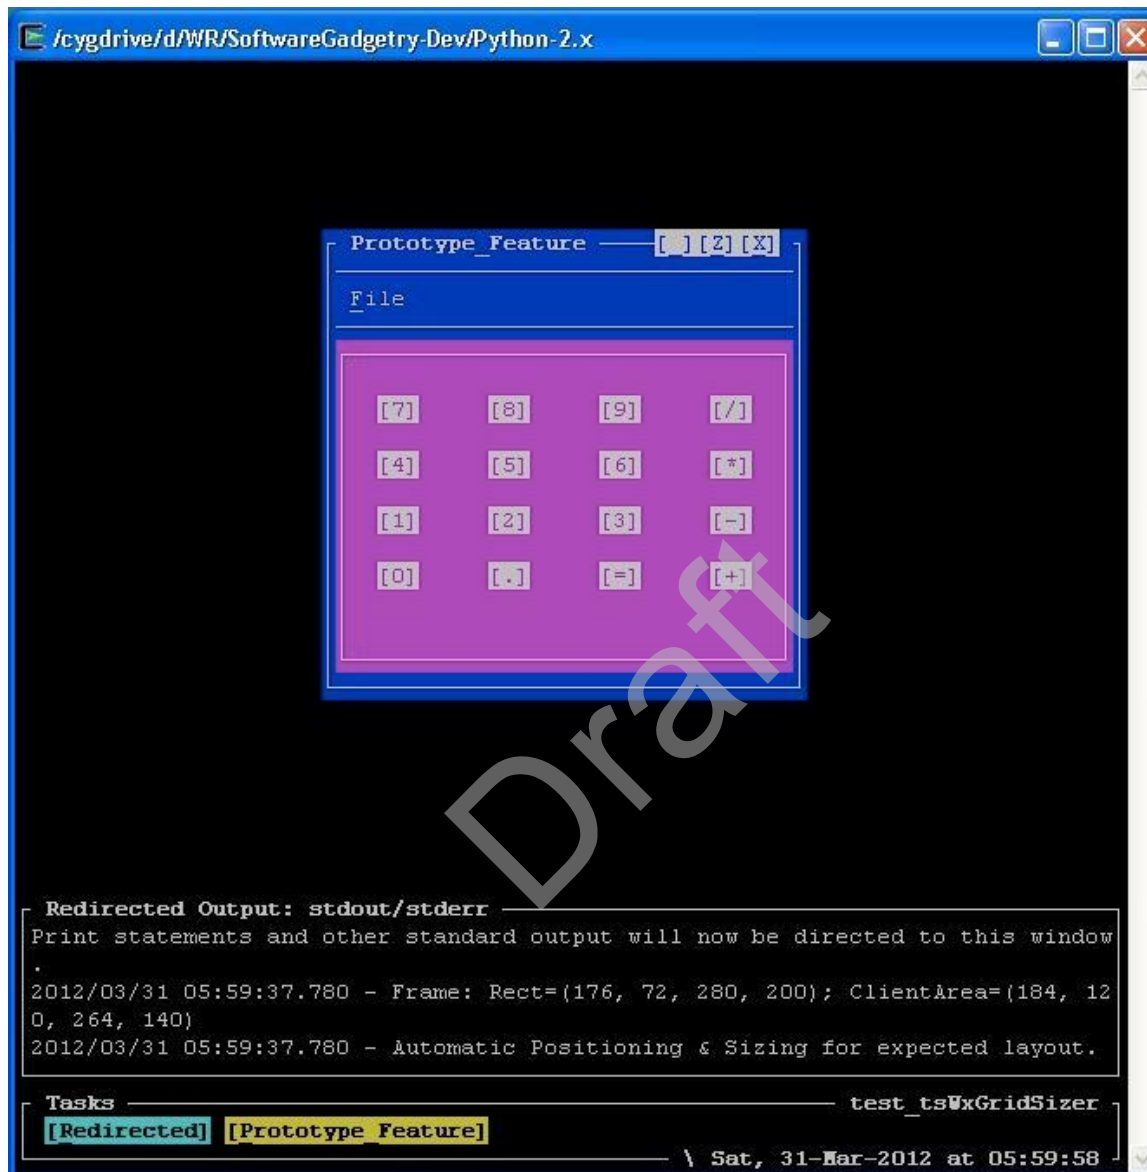 /cygdrive/d/WR/SoftwareGadgetry-Dev/Python-2.x
Prototype_Feature [_][Z][X]
File
[7] [8] [9] [/]
[4] [5] [6] [*]
[1] [2] [3] [-]
[0] [.] [=] [+]
Draft
Redirected Output: stdout/stderr
Print statements and other standard output will now be directed to this window
.
2012/03/31 05:59:37.780 - Frame: Rect=(176, 72, 280, 200); ClientArea=(184, 12
0, 264, 140)
2012/03/31 05:59:37.780 - Automatic Positioning & Sizing for expected layout.
Tasks test_tsWxGridSizer
[Redirected] [Prototype_Feature]
\ Sat, 31-Mar-2012 at 05:59:58